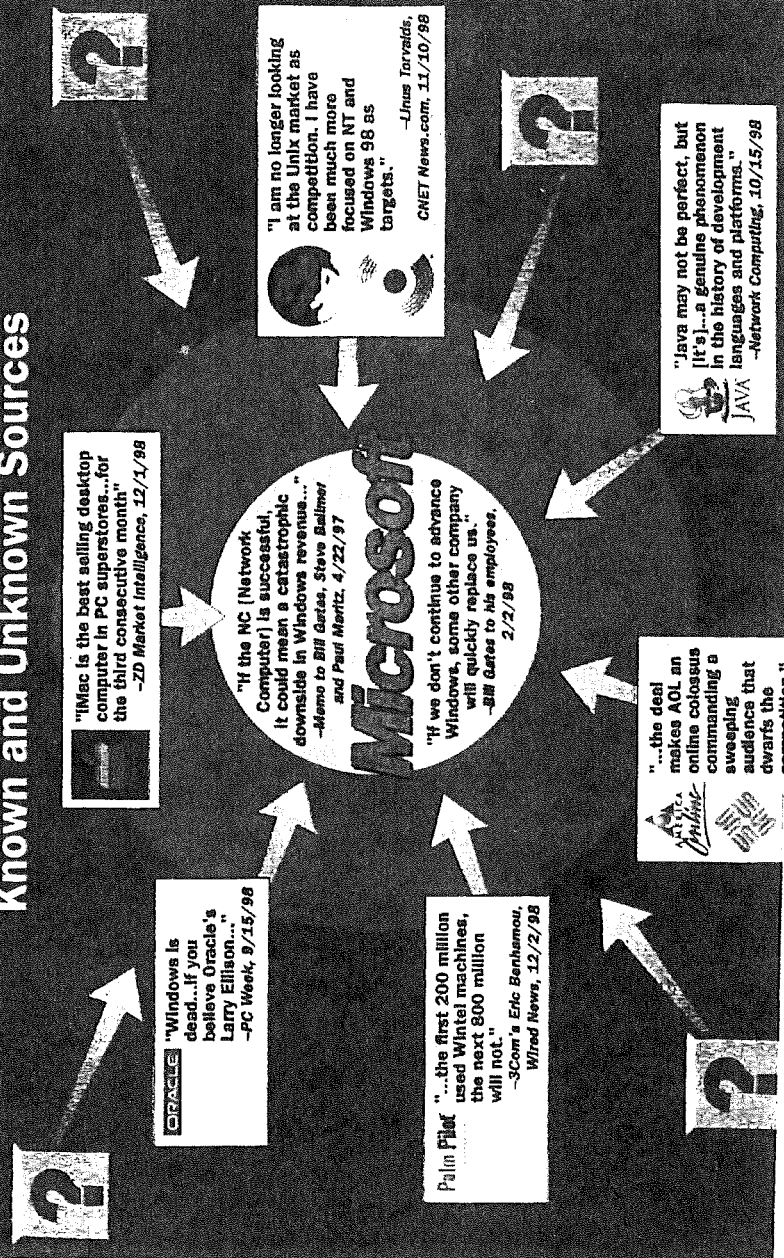 Known and Unknown Sources
"iMac is the best selling desktop
computer in PC superstores...for
the third consecutive month"
–ZD Market Intelligence, 12/1/98
ORACLE
"Windows is
dead...if you
believe Oracle's
Larry Ellison..."
–PC Week, 9/15/98
"I am no longer looking
at the Unix market as
competition. I have
been much more
focused on NT and
Windows 98 as
targets."
–Linus Torvalds,
CNET News.com, 11/10/98
"If the NC [Network
Computer] is successful,
it could mean a catastrophic
downside in Windows revenue..."
–Memo to Bill Gates, Steve Ballmer
and Paul Maritz, 4/22/97
Microsoft
"If we don't continue to advance
Windows, some other company
will quickly replace us."
–Bill Gates to his employees,
2/2/98
Palm Pilot
"...the first 200 million
used Wintel machines,
the next 800 million
will not."
–3Com's Eric Benhamou,
Wired News, 12/2/98
AMERICA
Online
Sun
"...the deal
makes AOL an
online colossus
commanding a
sweeping
audience that
dwarfs the
JAVA
"Java may not be perfect, but
[it's]...a genuine phenomenon
in the history of development
languages and platforms."
–Network Computing, 10/15/98
?
?
?
?